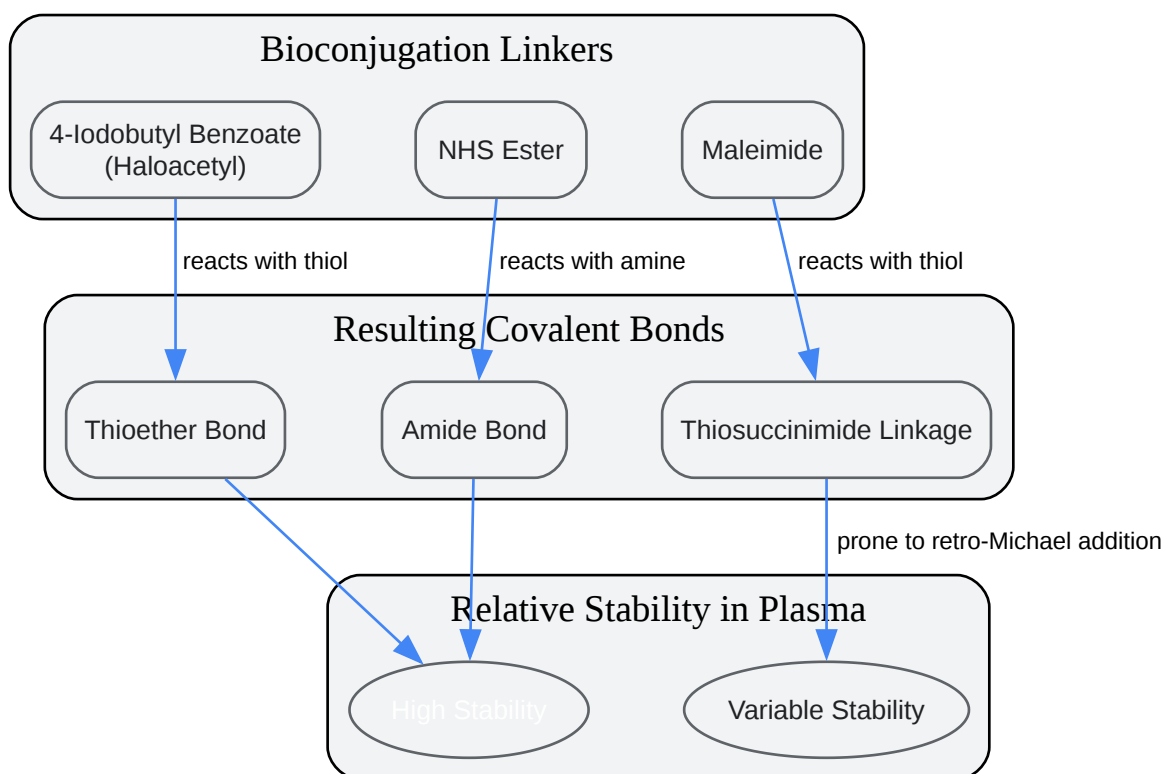 Bioconjugation Linkers
4-Iodobutyl Benzoate
(Haloacetyl)
NHS Ester
Maleimide
reacts with thiol
reacts with amine
reacts with thiol
Resulting Covalent Bonds
Thioether Bond
Amide Bond
Thiosuccinimide Linkage
prone to retro-Michael addition
Relative Stability in Plasma
High Stability
Variable Stability